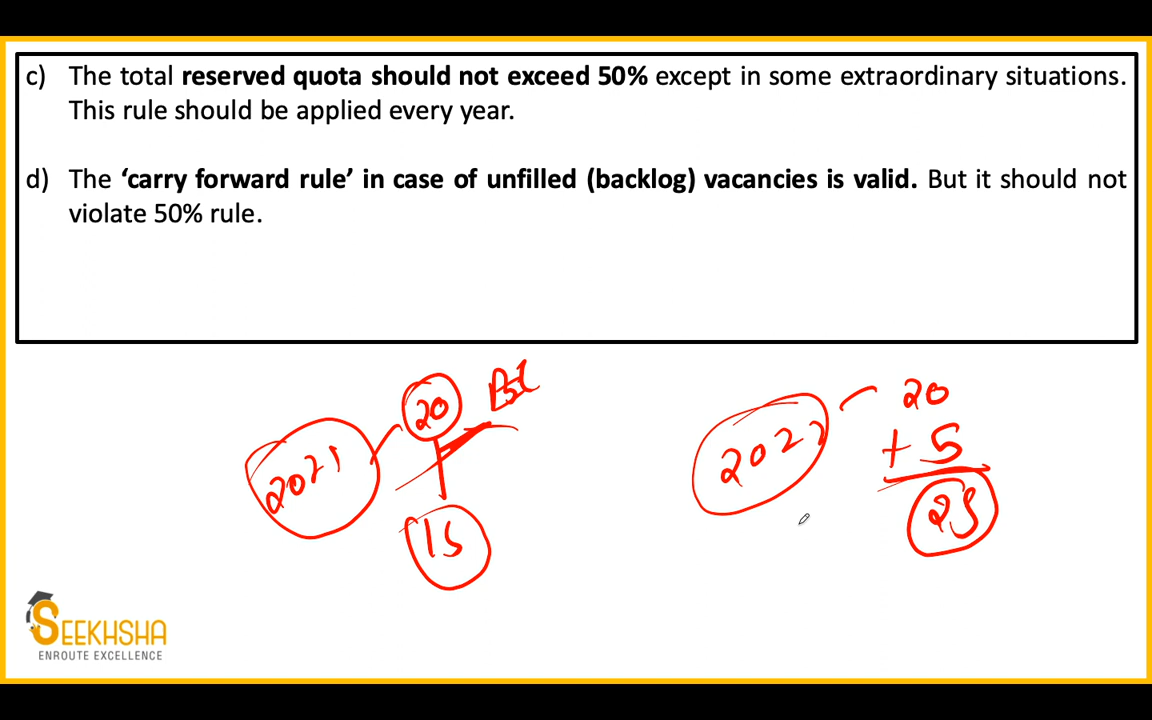 c) The total reserved quota should not exceed 50% except in some extraordinary situations.
This rule should be applied every year.
d) The ‘carry forward rule’ in case of unfilled (backlog) vacancies is valid. But it should not
violate 50% rule.
2021
20
15
2022
20
+ 5
25
SEEKHSHA
ENROUTE EXCELLENCE